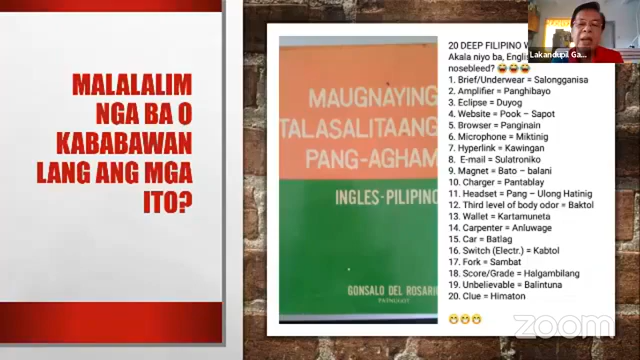 MALALALIM
NGA BA O
KABABAWAN
LANG ANG MGA
ITO?
MAUGNAYING
TALASALITAANG
PANG-AGHAM
INGLES-PILIPINO
GONSALO DEL ROSARIO
PATNUGOT
20 DEEP FILIPINO
Akala niyo ba, English
nosebleed?
1. Brief/Underwear = Salongganisa
2. Amplifier = Panghibayo
3. Eclipse = Duyog
4. Website = Pook – Sapot
5. Browser = Panginain
6. Microphone = Miktinig
7. Hyperlink = Kawingan
8. E-mail = Sulatroniko
9. Magnet = Bato – balani
10. Charger = Pantablay
11. Headset = Pang – Ulong Hatinig
12. Third level of body odor = Baktol
13. Wallet = Kartamuneta
14. Carpenter = Anluwage
15. Car = Batlag
16. Switch (Electr.) = Kabtol
17. Fork = Sambat
18. Score/Grade = Halgambilang
19. Unbelievable = Balintuna
20. Clue = Himaton
Lakandupil Ga...
LIVE
zoom